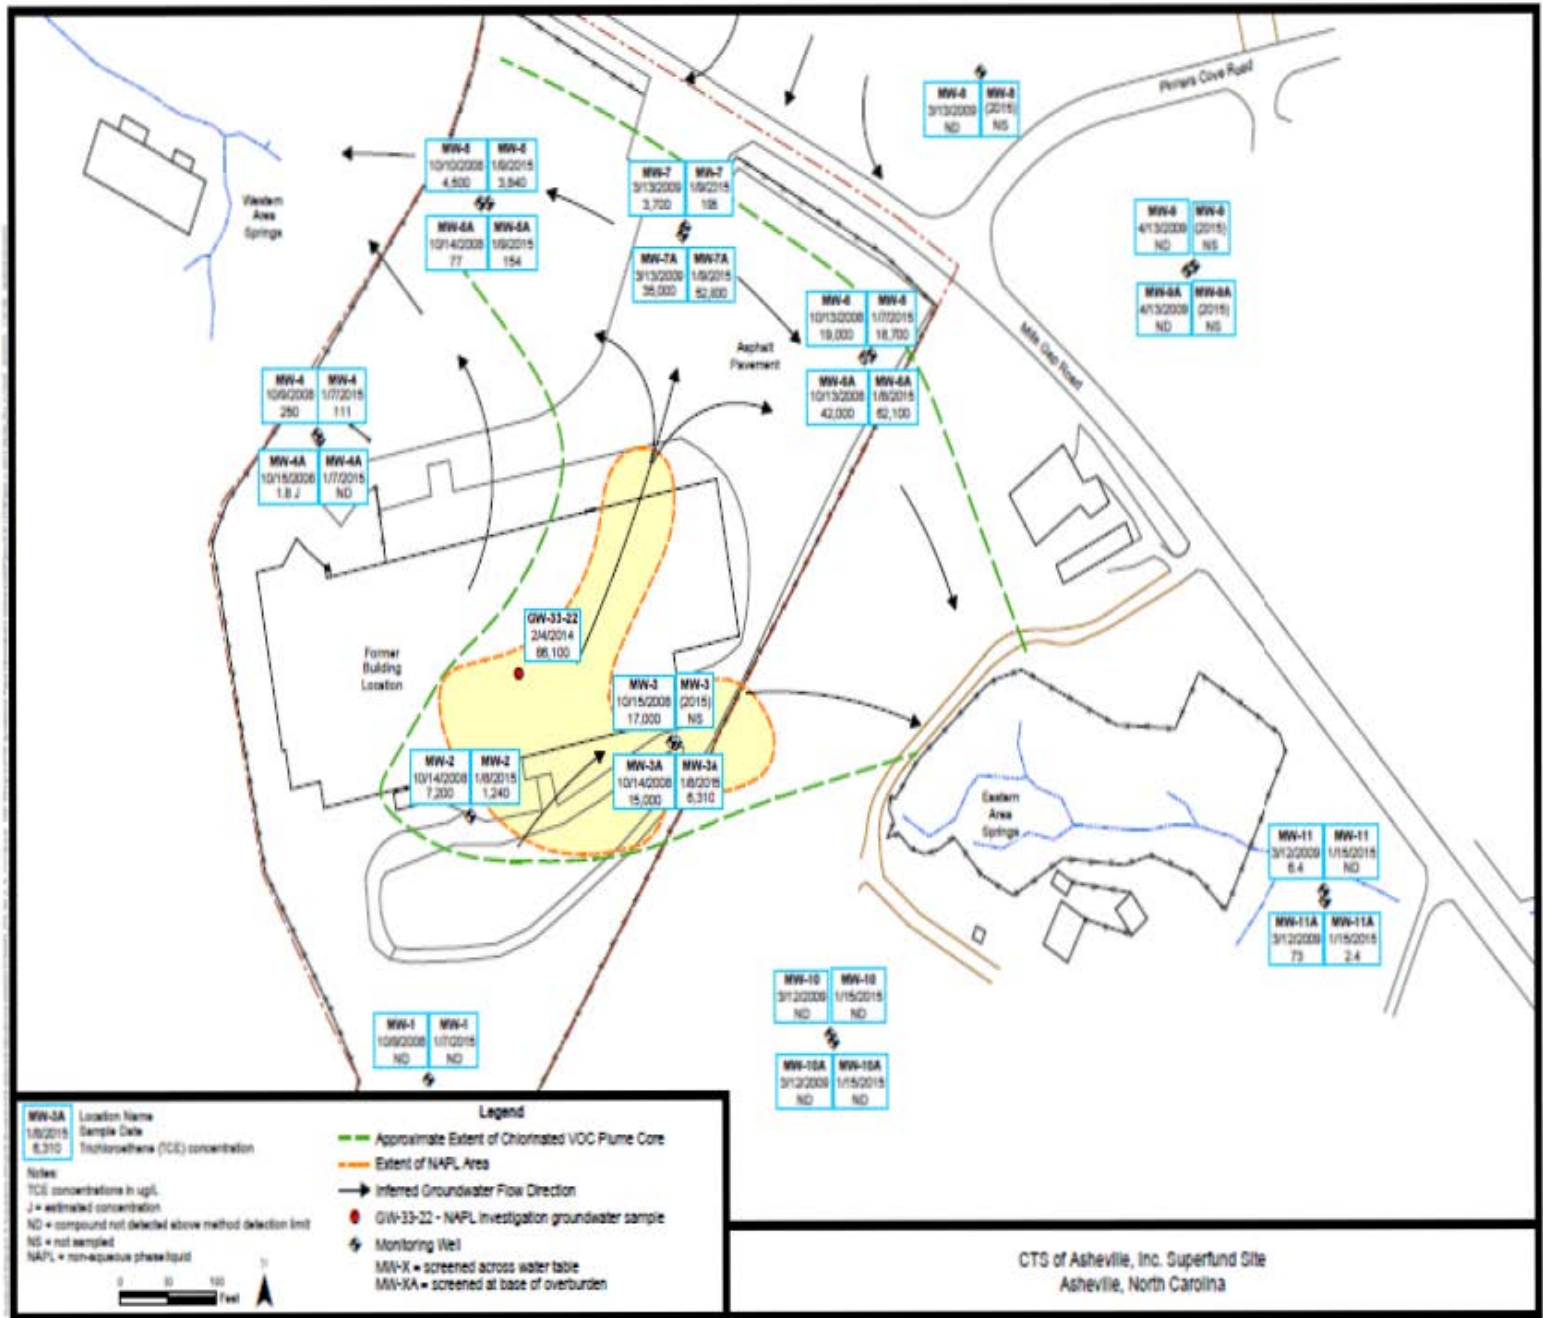 Pinners Cove Road
MW-8 MW-8
3/13/2009 (2015)
ND NS
MW-5 MW-5
10/10/2008 1/9/2015
4,500
MW-5A MW-5A
10/14/2008 1/9/2015
77 154
Western
Area
Springs
MW-7 MW-7
3/13/2009 1/9/2015
3,700
MW-7A MW-7A
3/13/2009 1/9/2015
MW-9 MW-9
4/13/2009 (2015)
ND NS
MW-9A MW-9A
4/13/2009 (2015)
ND NS
MW-6 MW-6
10/13/2008 1/7/2015
19,000 18,700
MW-6A MW-6A
10/13/2008 1/8/2015
42,000 62,100
Asphalt
Pavement
Mills Gap Road
MW-4 MW-4
10/9/2008 1/7/2015
111
MW-4A MW-4A
10/15/2008 1/7/2015
1.8 J ND
GW-33-22
2/4/2014
Former
Building
Location
MW-3 MW-3
10/15/2008 (2015)
17,000 NS
MW-3A MW-3A
10/14/2008 1/8/2015
15,000 6,310
MW-2 MW-2
10/14/2008 1/8/2015
7,200 1,240
Eastern
Area
Springs
MW-11 MW-11
3/12/2009 1/15/2015
ND
MW-11A MW-11A
3/12/2009 1/15/2015
73 2.4
MW-10 MW-10
3/12/2009 1/15/2015
ND ND
MW-10A MW-10A
3/12/2009 1/15/2015
ND ND
MW-1 MW-1
10/9/2008 1/7/2015
ND ND
Legend
MW-3A
1/8/2015
6,310
Location Name
Sample Date
Trichloroethene (TCE) concentration
Notes:
TCE concentrations in ug/L
J = estimated concentration
ND = compound not detected above method detection limit
NS = not sampled
NAPL = non-aqueous phase liquid
0 50 100
Feet
N
Approximate Extent of Chlorinated VOC Plume Core
Extent of NAPL Area
Inferred Groundwater Flow Direction
GW-33-22 - NAPL Investigation groundwater sample
Monitoring Well
MW-X = screened across water table
MW-XA = screened at base of overburden
CTS of Asheville, Inc. Superfund Site
Asheville, North Carolina